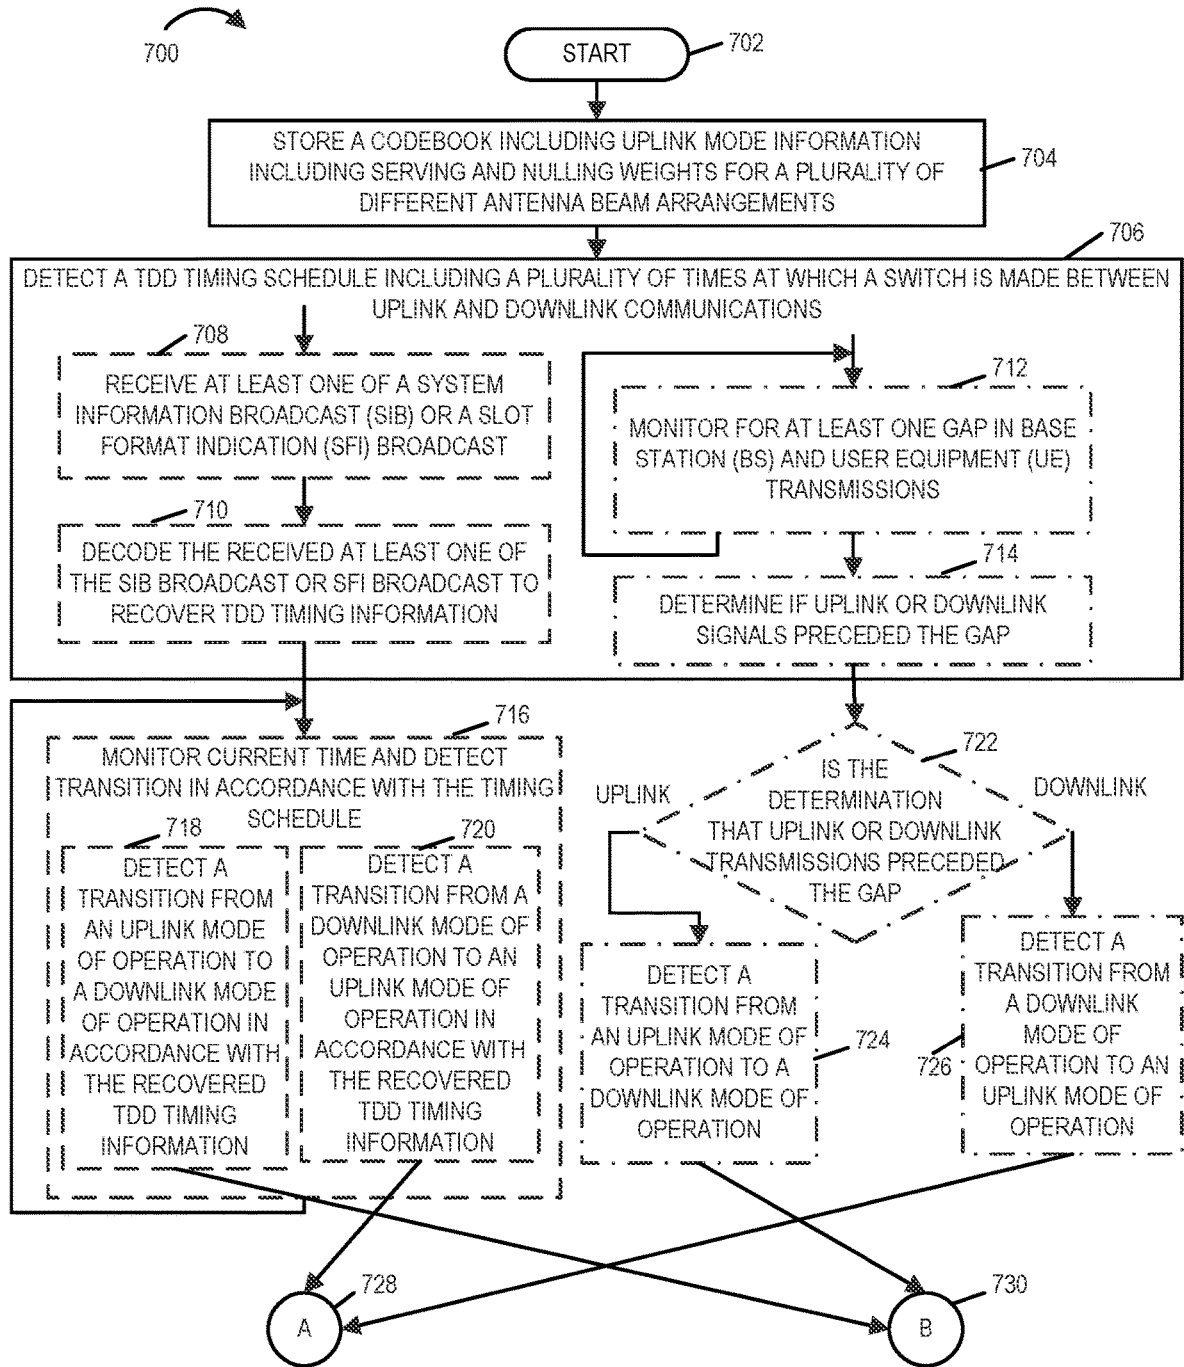 700
START
702
STORE A CODEBOOK INCLUDING UPLINK MODE INFORMATION
INCLUDING SERVING AND NULLING WEIGHTS FOR A PLURALITY OF
DIFFERENT ANTENNA BEAM ARRANGEMENTS
704
706
DETECT A TDD TIMING SCHEDULE INCLUDING A PLURALITY OF TIMES AT WHICH A SWITCH IS MADE BETWEEN
UPLINK AND DOWNLINK COMMUNICATIONS
708
RECEIVE AT LEAST ONE OF A SYSTEM
INFORMATION BROADCAST (SIB) OR A SLOT
FORMAT INDICATION (SFI) BROADCAST
710
DECODE THE RECEIVED AT LEAST ONE OF
THE SIB BROADCAST OR SFI BROADCAST TO
RECOVER TDD TIMING INFORMATION
712
MONITOR FOR AT LEAST ONE GAP IN BASE
STATION (BS) AND USER EQUIPMENT (UE)
TRANSMISSIONS
714
DETERMINE IF UPLINK OR DOWNLINK
SIGNALS PRECEDED THE GAP
716
MONITOR CURRENT TIME AND DETECT
TRANSITION IN ACCORDANCE WITH THE TIMING
SCHEDULE
718
DETECT A
TRANSITION FROM
AN UPLINK MODE
OF OPERATION TO
A DOWNLINK MODE
OF OPERATION IN
ACCORDANCE WITH
THE RECOVERED
TDD TIMING
INFORMATION
720
DETECT A
TRANSITION FROM A
DOWNLINK MODE OF
OPERATION TO AN
UPLINK MODE OF
OPERATION IN
ACCORDANCE WITH
THE RECOVERED
TDD TIMING
INFORMATION
722
IS THE
DETERMINATION
THAT UPLINK OR DOWNLINK
TRANSMISSIONS PRECEDED
THE GAP
UPLINK
DOWNLINK
DETECT A
TRANSITION FROM
AN UPLINK MODE OF
OPERATION TO A
DOWNLINK MODE OF
OPERATION
724
726
DETECT A
TRANSITION FROM
A DOWNLINK
MODE OF
OPERATION TO AN
UPLINK MODE OF
OPERATION
A
728
B
730